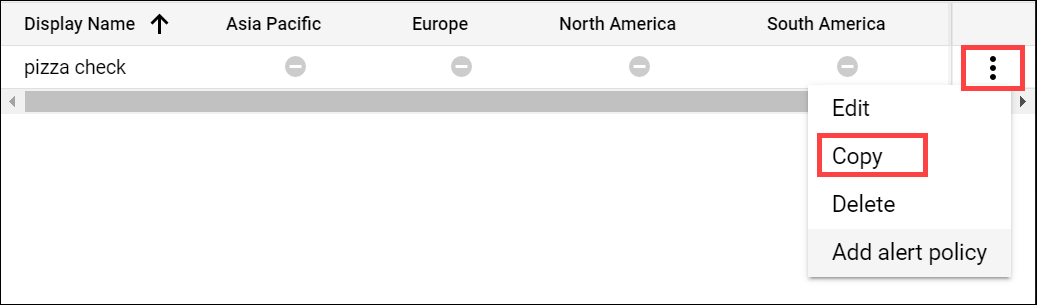 Display Name Asia Pacific Europe North America South America
pizza check
Edit
Copy
Delete
Add alert policy